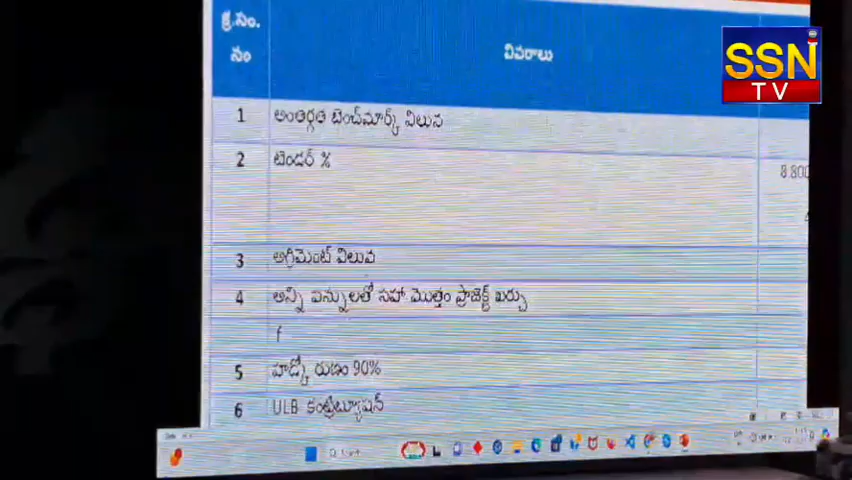 క్ర.సం.
నం
వివరాలు
SSN
TV
1 అంతర్గత బెంచ్‌మార్క్ విలువ
2 టెండర్ %
8.800
3 అగ్రిమెంట్ విలువ
4 అన్ని పన్నులతో సహా మొత్తం ప్రాజెక్ట్ ఖర్చు
f
5 హడ్కో రుణం 90%
6 ULB కంట్రిబ్యూషన్